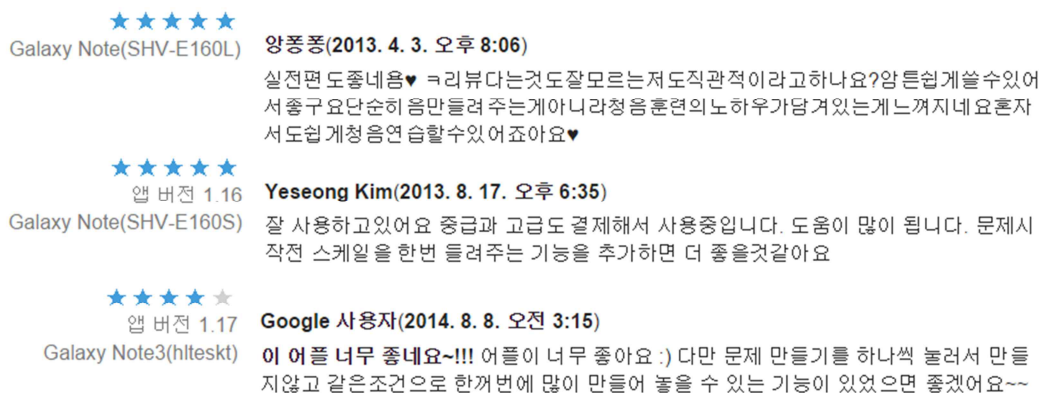 ★★★★★
Galaxy Note(SHV-E160L)
앙퐁퐁(2013. 4. 3. 오후 8:06)
실전편도좋네욤♥ ㅋ리뷰다는것도잘모르는저도직관적이라고하나요?암튼쉽게쓸수있어
서좋구요단순히음만들려주는게아니라청음훈련의노하우가담겨있는게느껴지네요혼자
서도쉽게청음연습할수있어죠아요♥
★★★★★
앱 버전 1.16
Galaxy Note(SHV-E160S)
Yeseong Kim(2013. 8. 17. 오후 6:35)
잘 사용하고있어요 중급과 고급도 결제해서 사용중입니다. 도움이 많이 됩니다. 문제시
작전 스케일을 한번 들려주는 기능을 추가하면 더 좋을것같아요
★★★★★
앱 버전 1.17
Galaxy Note3(hlteskt)
Google 사용자(2014. 8. 8. 오전 3:15)
이 어플 너무 좋네요~!!! 어플이 너무 좋아요 :) 다만 문제 만들기를 하나씩 눌러서 만들
지않고 같은조건으로 한꺼번에 많이 만들어 놓을 수 있는 기능이 있었으면 좋겠어요~~